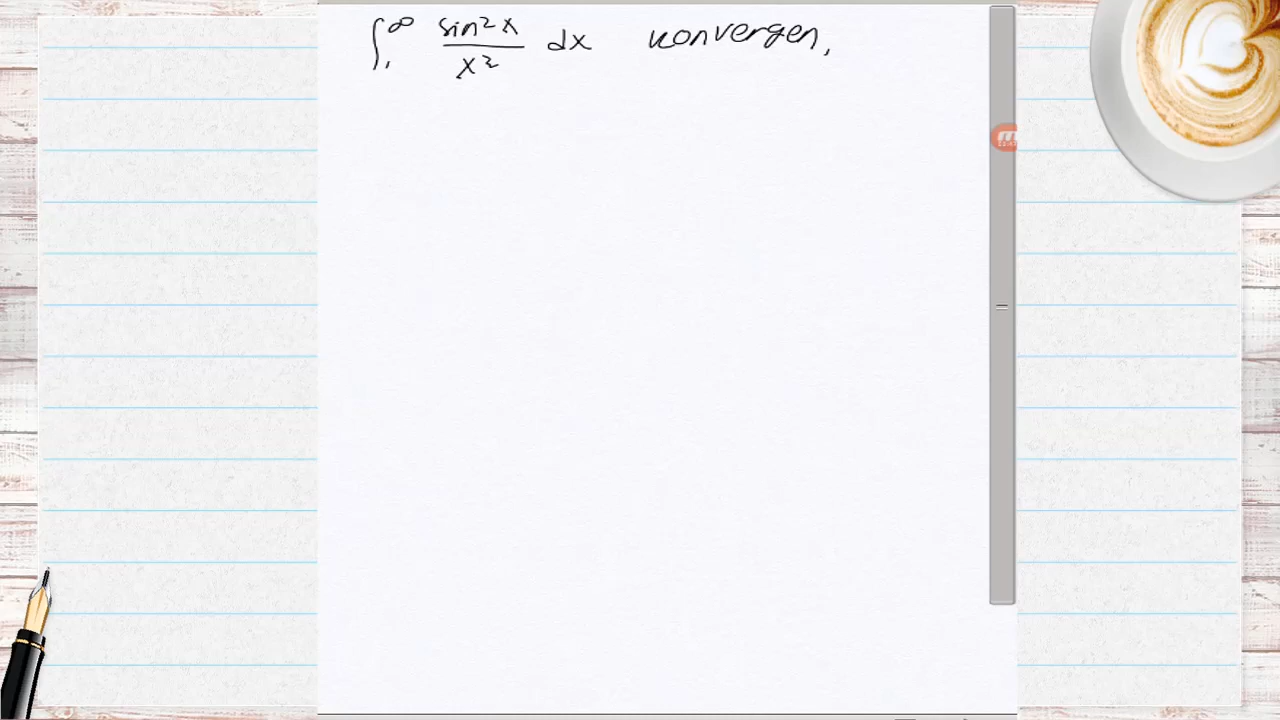 ∫₁^∞ sin²x/x² dx konvergen,